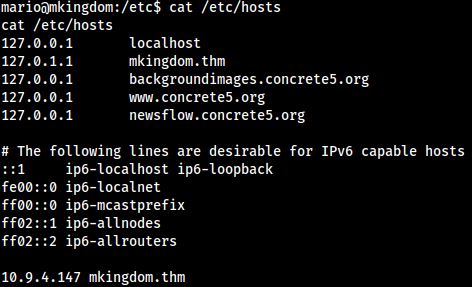 mario@mkingdom:/etc$ cat /etc/hosts
cat /etc/hosts
127.0.0.1 localhost
127.0.1.1 mkingdom.thm
127.0.0.1 backgroundimages.concrete5.org
127.0.0.1 www.concrete5.org
127.0.0.1 newsflow.concrete5.org
# The following lines are desirable for IPv6 capable hosts
::1 ip6-localhost ip6-loopback
fe00::0 ip6-localnet
ff00::0 ip6-mcastprefix
ff02::1 ip6-allnodes
ff02::2 ip6-allrouters
10.9.4.147 mkingdom.thm